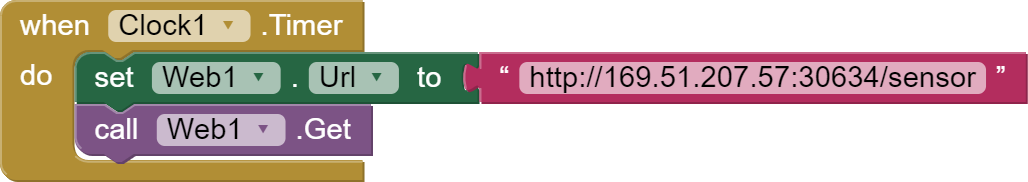 when Clock1 .Timer
do set Web1 . Url to “ http://169.51.207.57:30634/sensor ”
call Web1 .Get